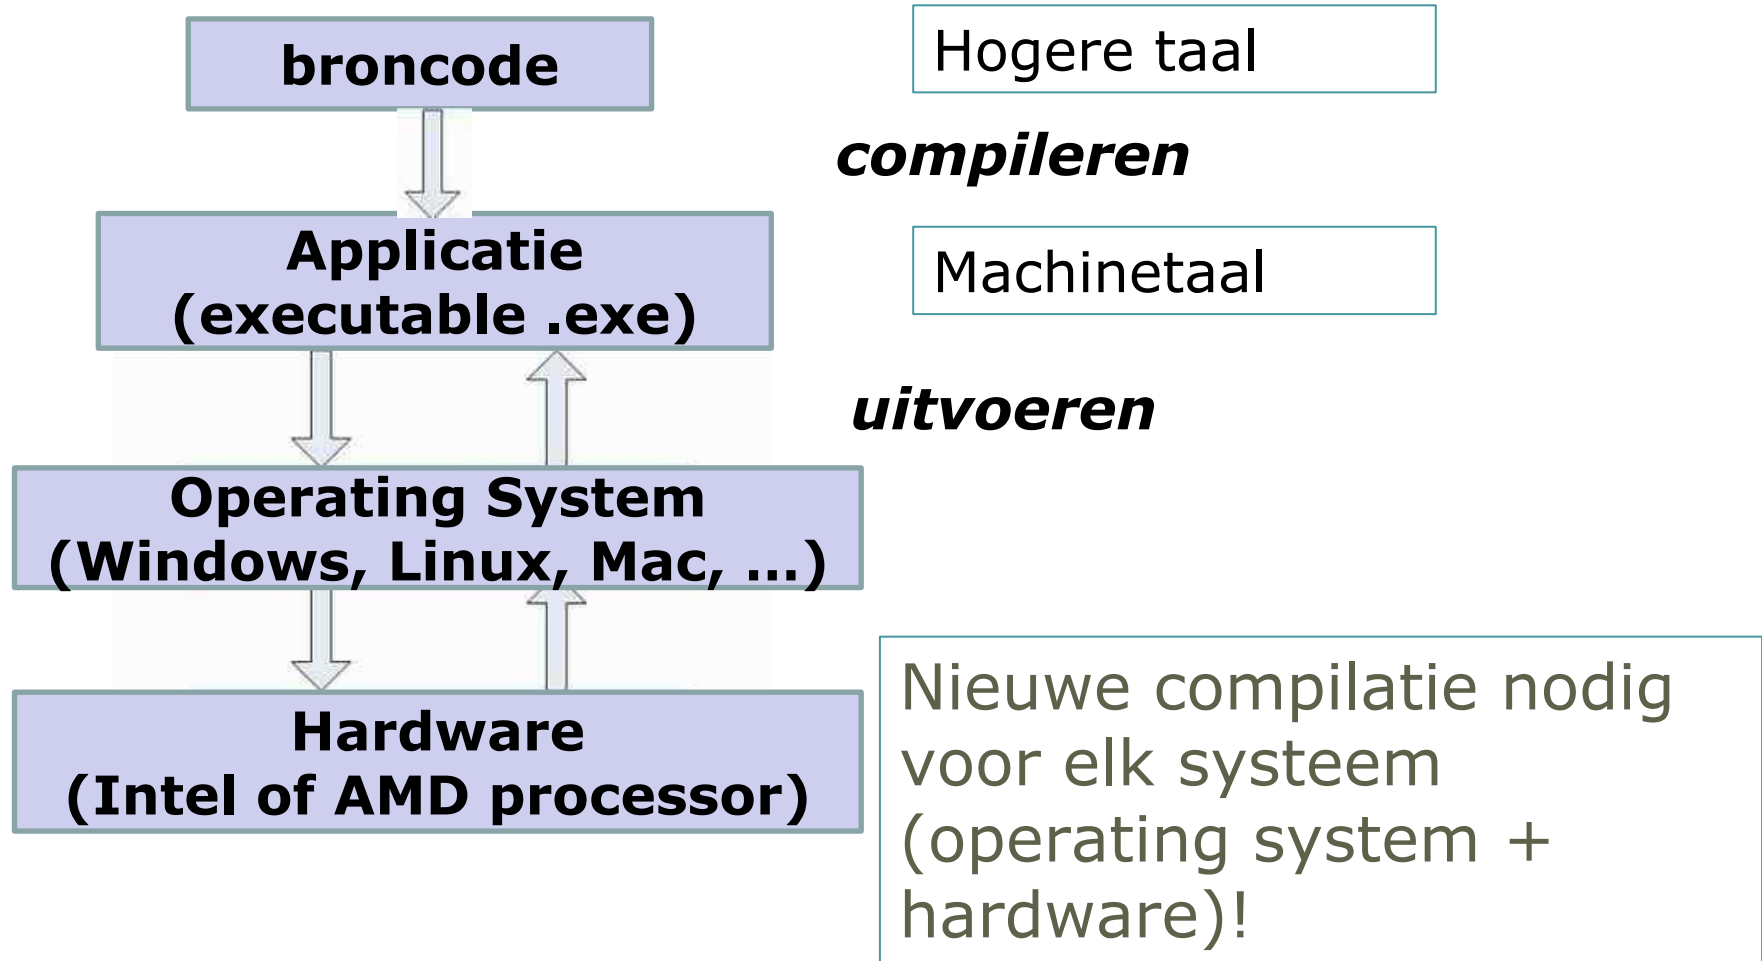 broncode
Hogere taal
compileren
Applicatie
(executable .exe)
Machinetaal
uitvoeren
Operating System
(Windows, Linux, Mac, …)
Hardware
(Intel of AMD processor)
Nieuwe compilatie nodig
voor elk systeem
(operating system +
hardware)!